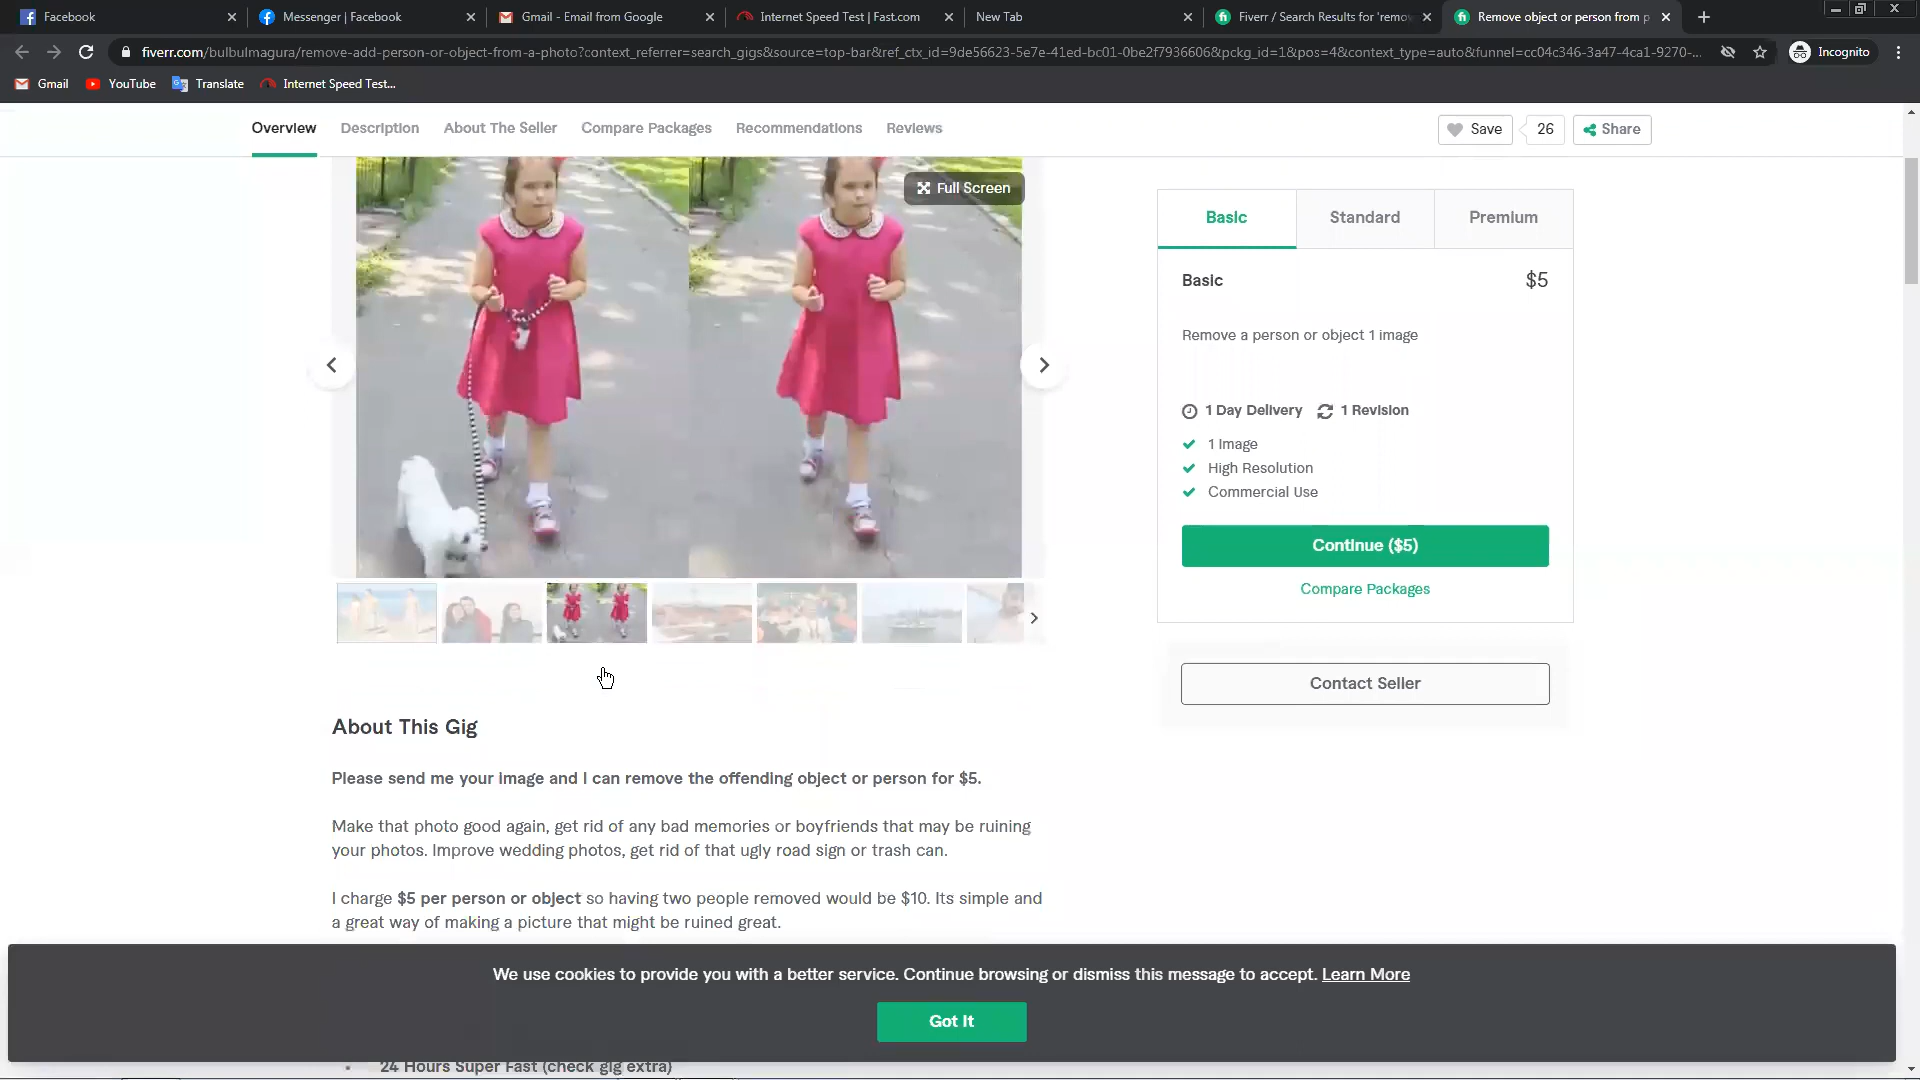 Facebook
Messenger | Facebook
Gmail - Email from Google
Internet Speed Test | Fast.com
New Tab
Fiverr / Search Results for 'remov
Remove object or person from p
fiverr.com/bulbulmagura/remove-add-person-or-object-from-a-photo?context_referrer=search_gigs&source=top-bar&ref_ctx_id=9de56623-5e7e-41ed-bc01-0be2f7936606&pckg_id=1&pos=4&context_type=auto&funnel=cc04c346-3a47-4ca1-9270-...
Incognito
Gmail
YouTube
Translate
Internet Speed Test...
Overview
Description
About The Seller
Compare Packages
Recommendations
Reviews
Save
26
Share
Full Screen
Basic
Standard
Premium
Basic
$5
Remove a person or object 1 image
1 Day Delivery
1 Revision
1 Image
High Resolution
Commercial Use
Continue ($5)
Compare Packages
Contact Seller
About This Gig
Please send me your image and I can remove the offending object or person for $5.
Make that photo good again, get rid of any bad memories or boyfriends that may be ruining
your photos. Improve wedding photos, get rid of that ugly road sign or trash can.
I charge $5 per person or object so having two people removed would be $10. Its simple and
a great way of making a picture that might be ruined great.
We use cookies to provide you with a better service. Continue browsing or dismiss this message to accept. Learn More
Got It
24 Hours Super Fast (check gig extra)